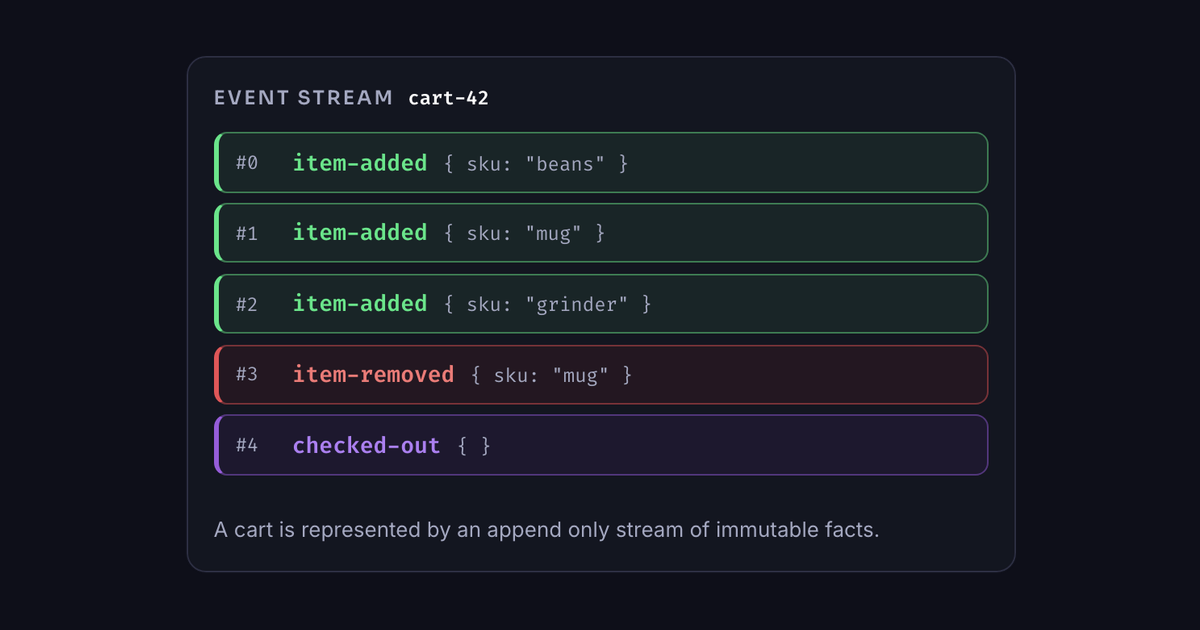 EVENT STREAM cart-42
#0 item-added { sku: "beans" }
#1 item-added { sku: "mug" }
#2 item-added { sku: "grinder" }
#3 item-removed { sku: "mug" }
#4 checked-out { }
A cart is represented by an append only stream of immutable facts.